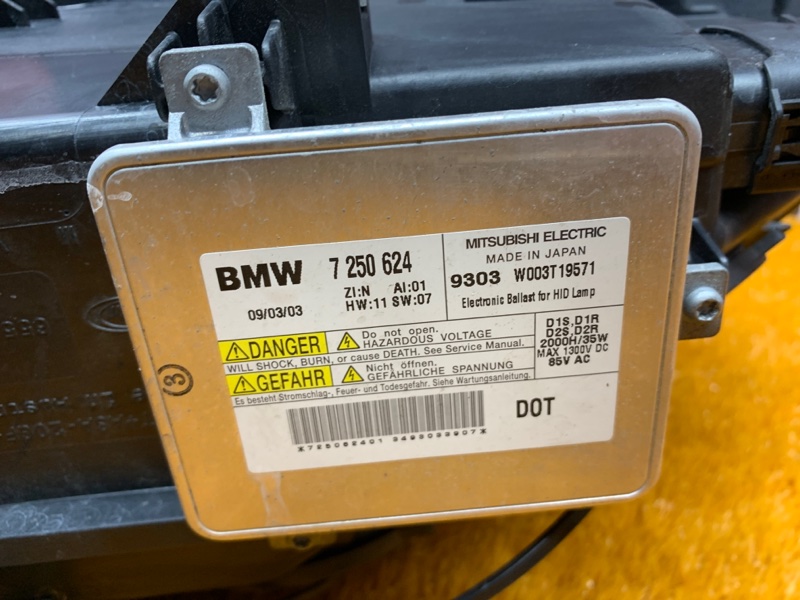 BMW 7 250 624
ZI:N AI:01
09/03/03 HW:11 SW:07
MITSUBISHI ELECTRIC
MADE IN JAPAN
9303 W003T19571
Electronic Ballast for HID Lamp
DANGER Do not open.
HAZARDOUS VOLTAGE
WILL SHOCK, BURN, or cause DEATH. See Service Manual.
GEFAHR Nicht öffnen.
GEFÄHRLICHE SPANNUNG
Es besteht Stromschlag-, Feuer- und Todesgefahr. Siehe Wartungsanleitung.
D1S,D1R
D2S,D2R
2000H/35W
MAX 1300V DC
85V AC
DOT
*725062401 3493093907*
3